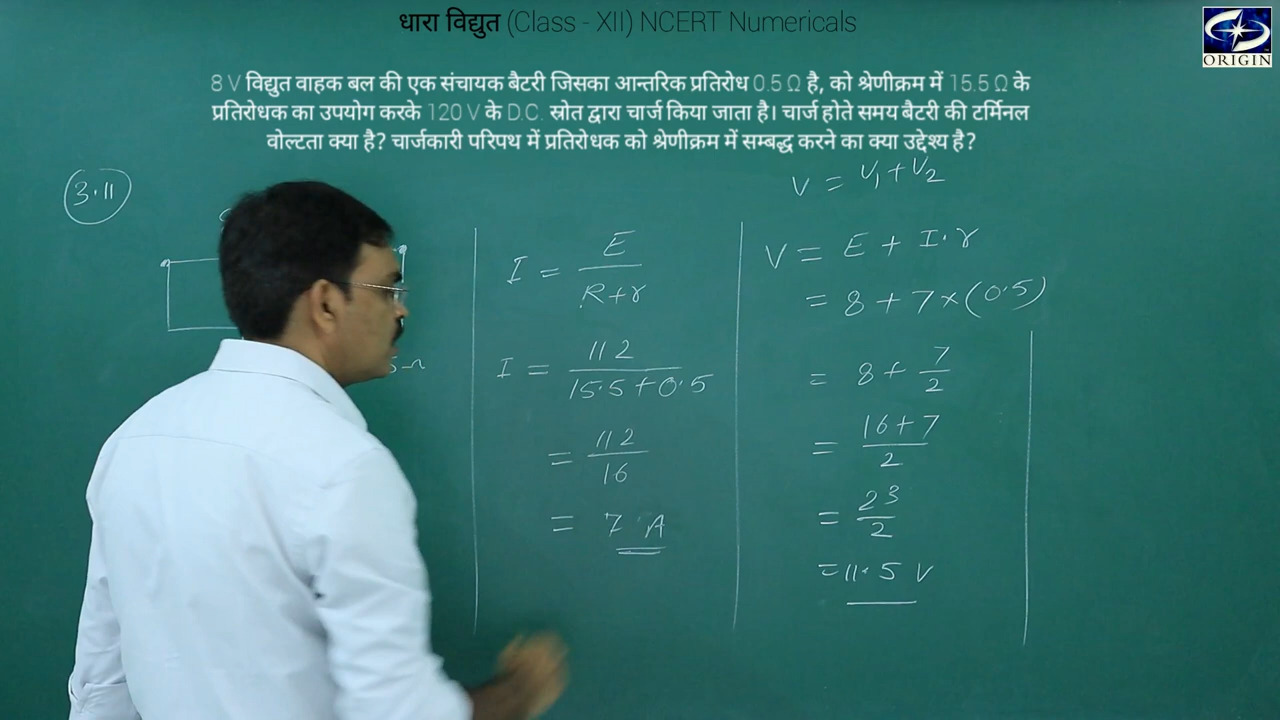 धारा विद्युत (Class - XII) NCERT Numericals
ORIGIN
8 V विद्युत वाहक बल की एक संचायक बैटरी जिसका आन्तरिक प्रतिरोध 0.5 Ω है, को श्रेणीक्रम में 15.5 Ω के
प्रतिरोधक का उपयोग करके 120 V के D.C. स्रोत द्वारा चार्ज किया जाता है। चार्ज होते समय बैटरी की टर्मिनल
वोल्टता क्या है? चार्जकारी परिपथ में प्रतिरोधक को श्रेणीक्रम में सम्बद्ध करने का क्या उद्देश्य है?
3.11
I = E / R+r
I = 112 / 15.5+0.5
= 112 / 16
= 7 A
V = V₁+V₂
V = E + I.r
= 8 + 7×(0.5)
= 8 + 7/2
= 16+7 / 2
= 23 / 2
= 11.5 V